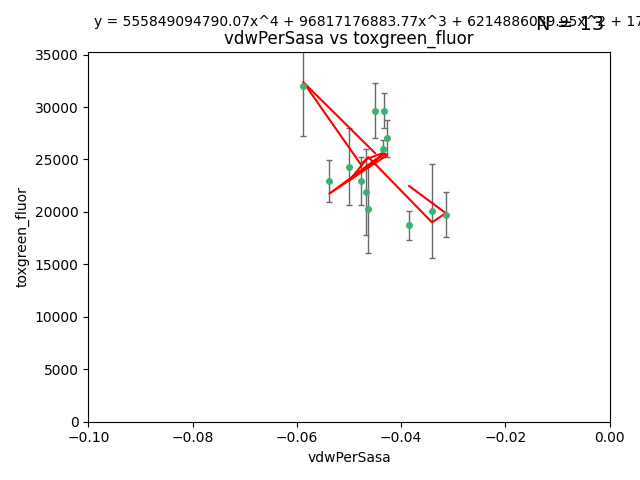 y = 555849094790.07x^4 + 96817176883.77x^3 +
N = 13
vdwPerSasa vs toxgreen_fluor
35000
30000
25000
20000
15000
10000
5000
0
toxgreen_fluor
−0.10 −0.08 −0.06 −0.04 −0.02 0.00
vdwPerSasa